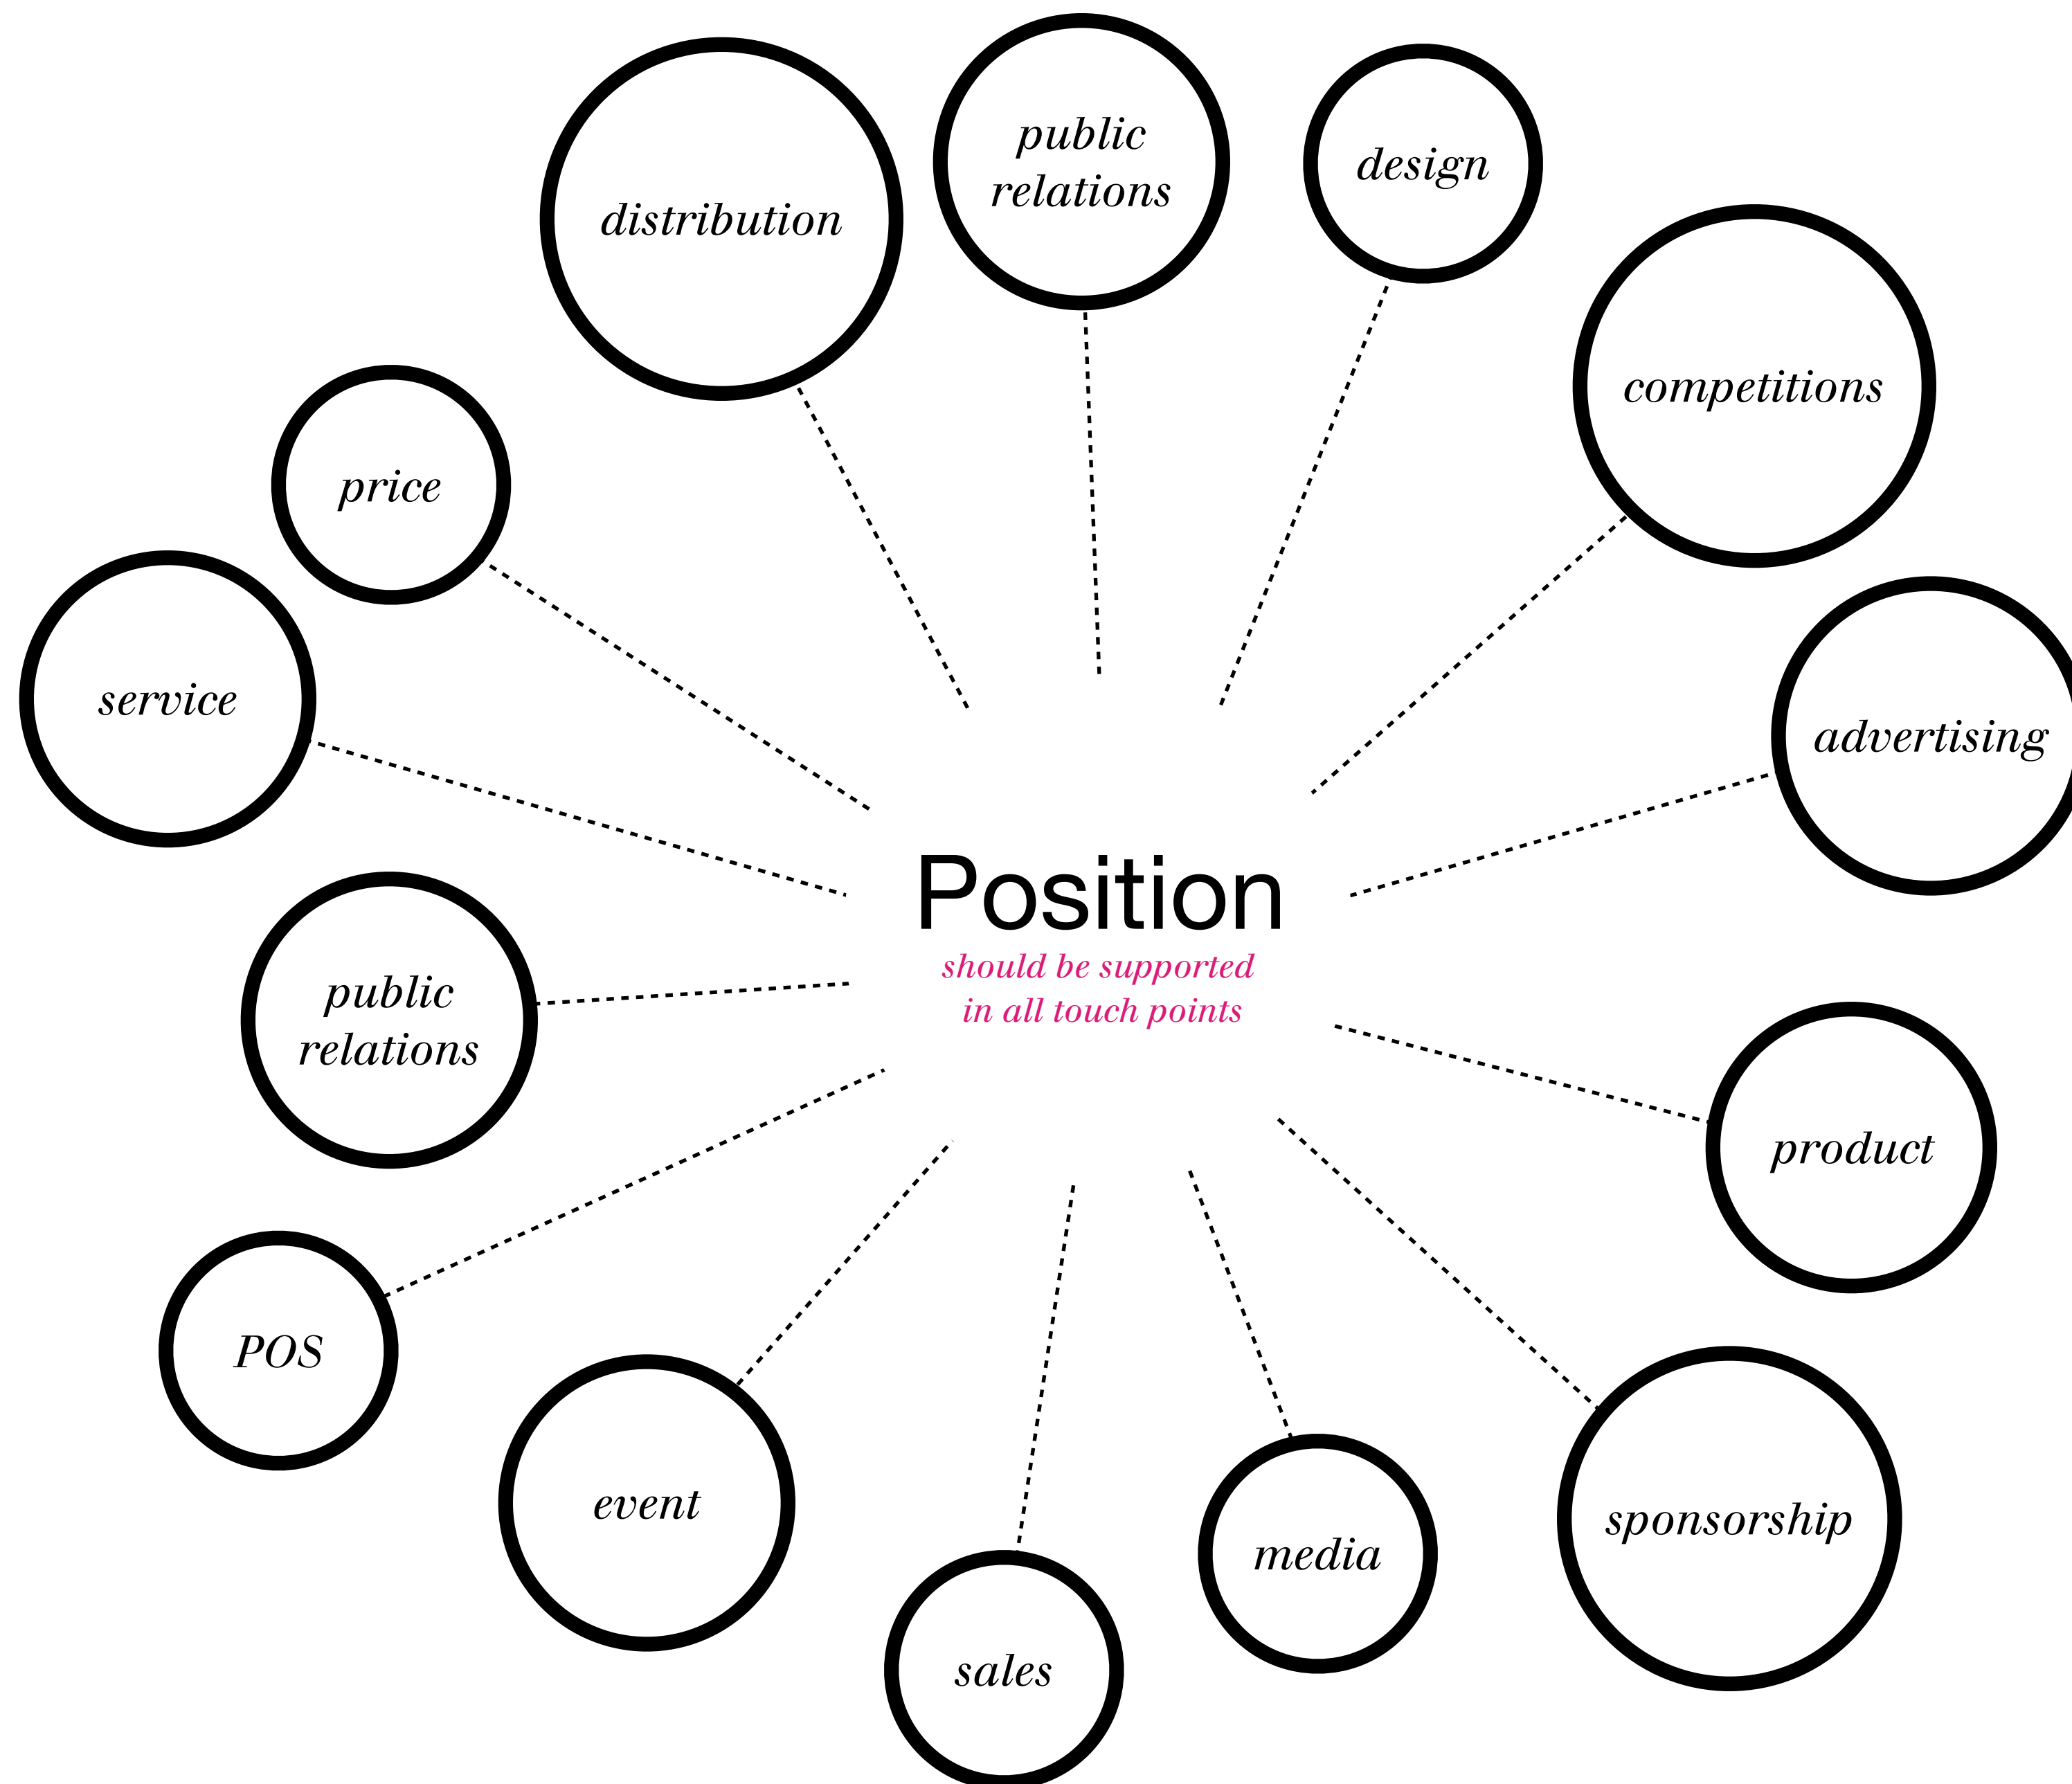 public
relations
design
distribution
competitions
price
service
advertising
Position
should be supported
in all touch points
public
relations
product
POS
event
sponsorship
media
sales